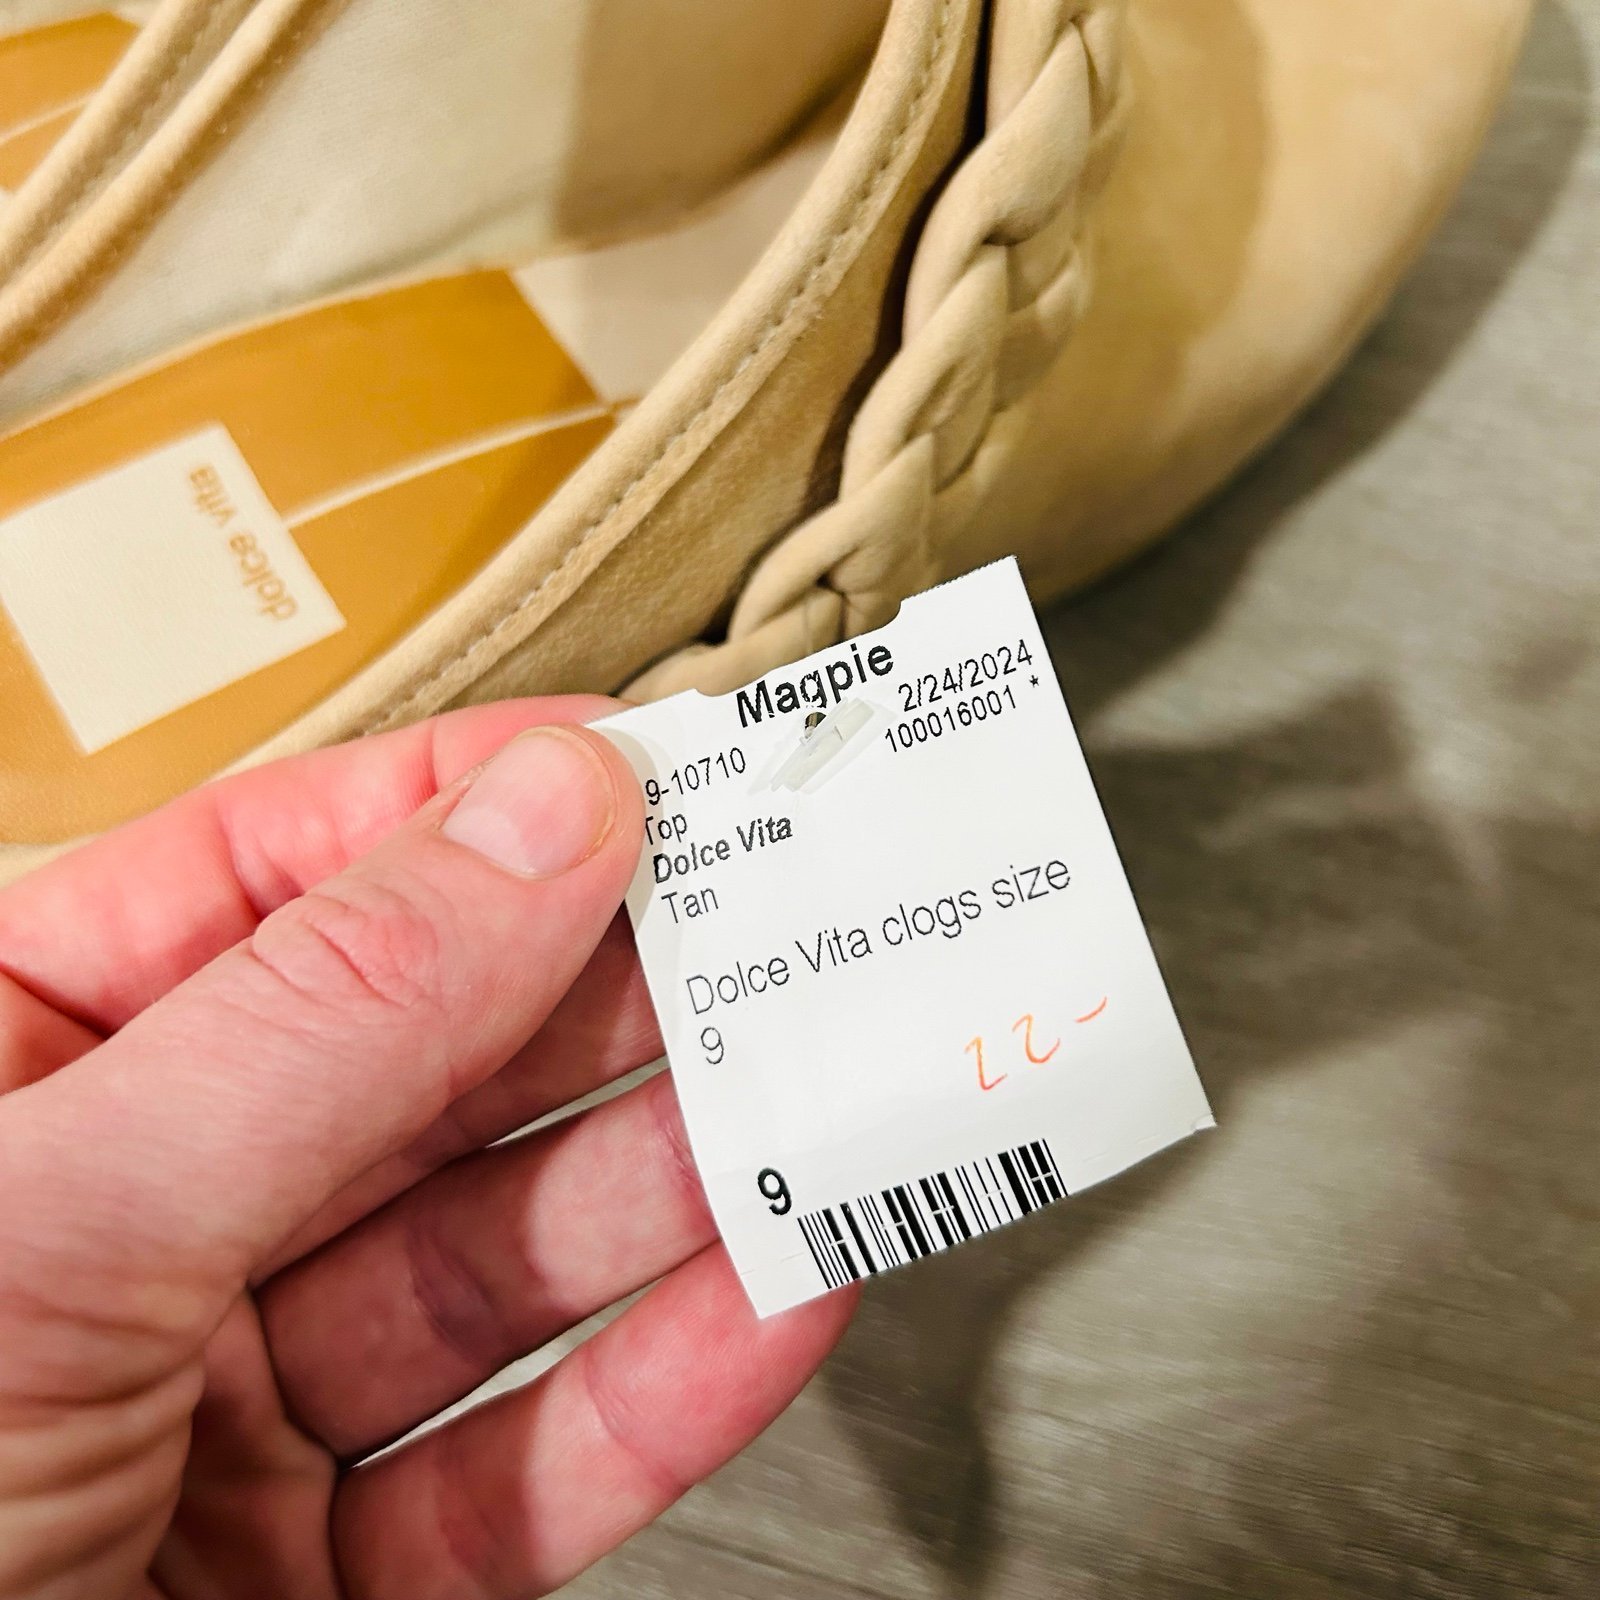 dolce vita
Magpie
2/24/2024
9-10710
100016001 *
Top
Dolce Vita
Tan
Dolce Vita clogs size
9
22-
9